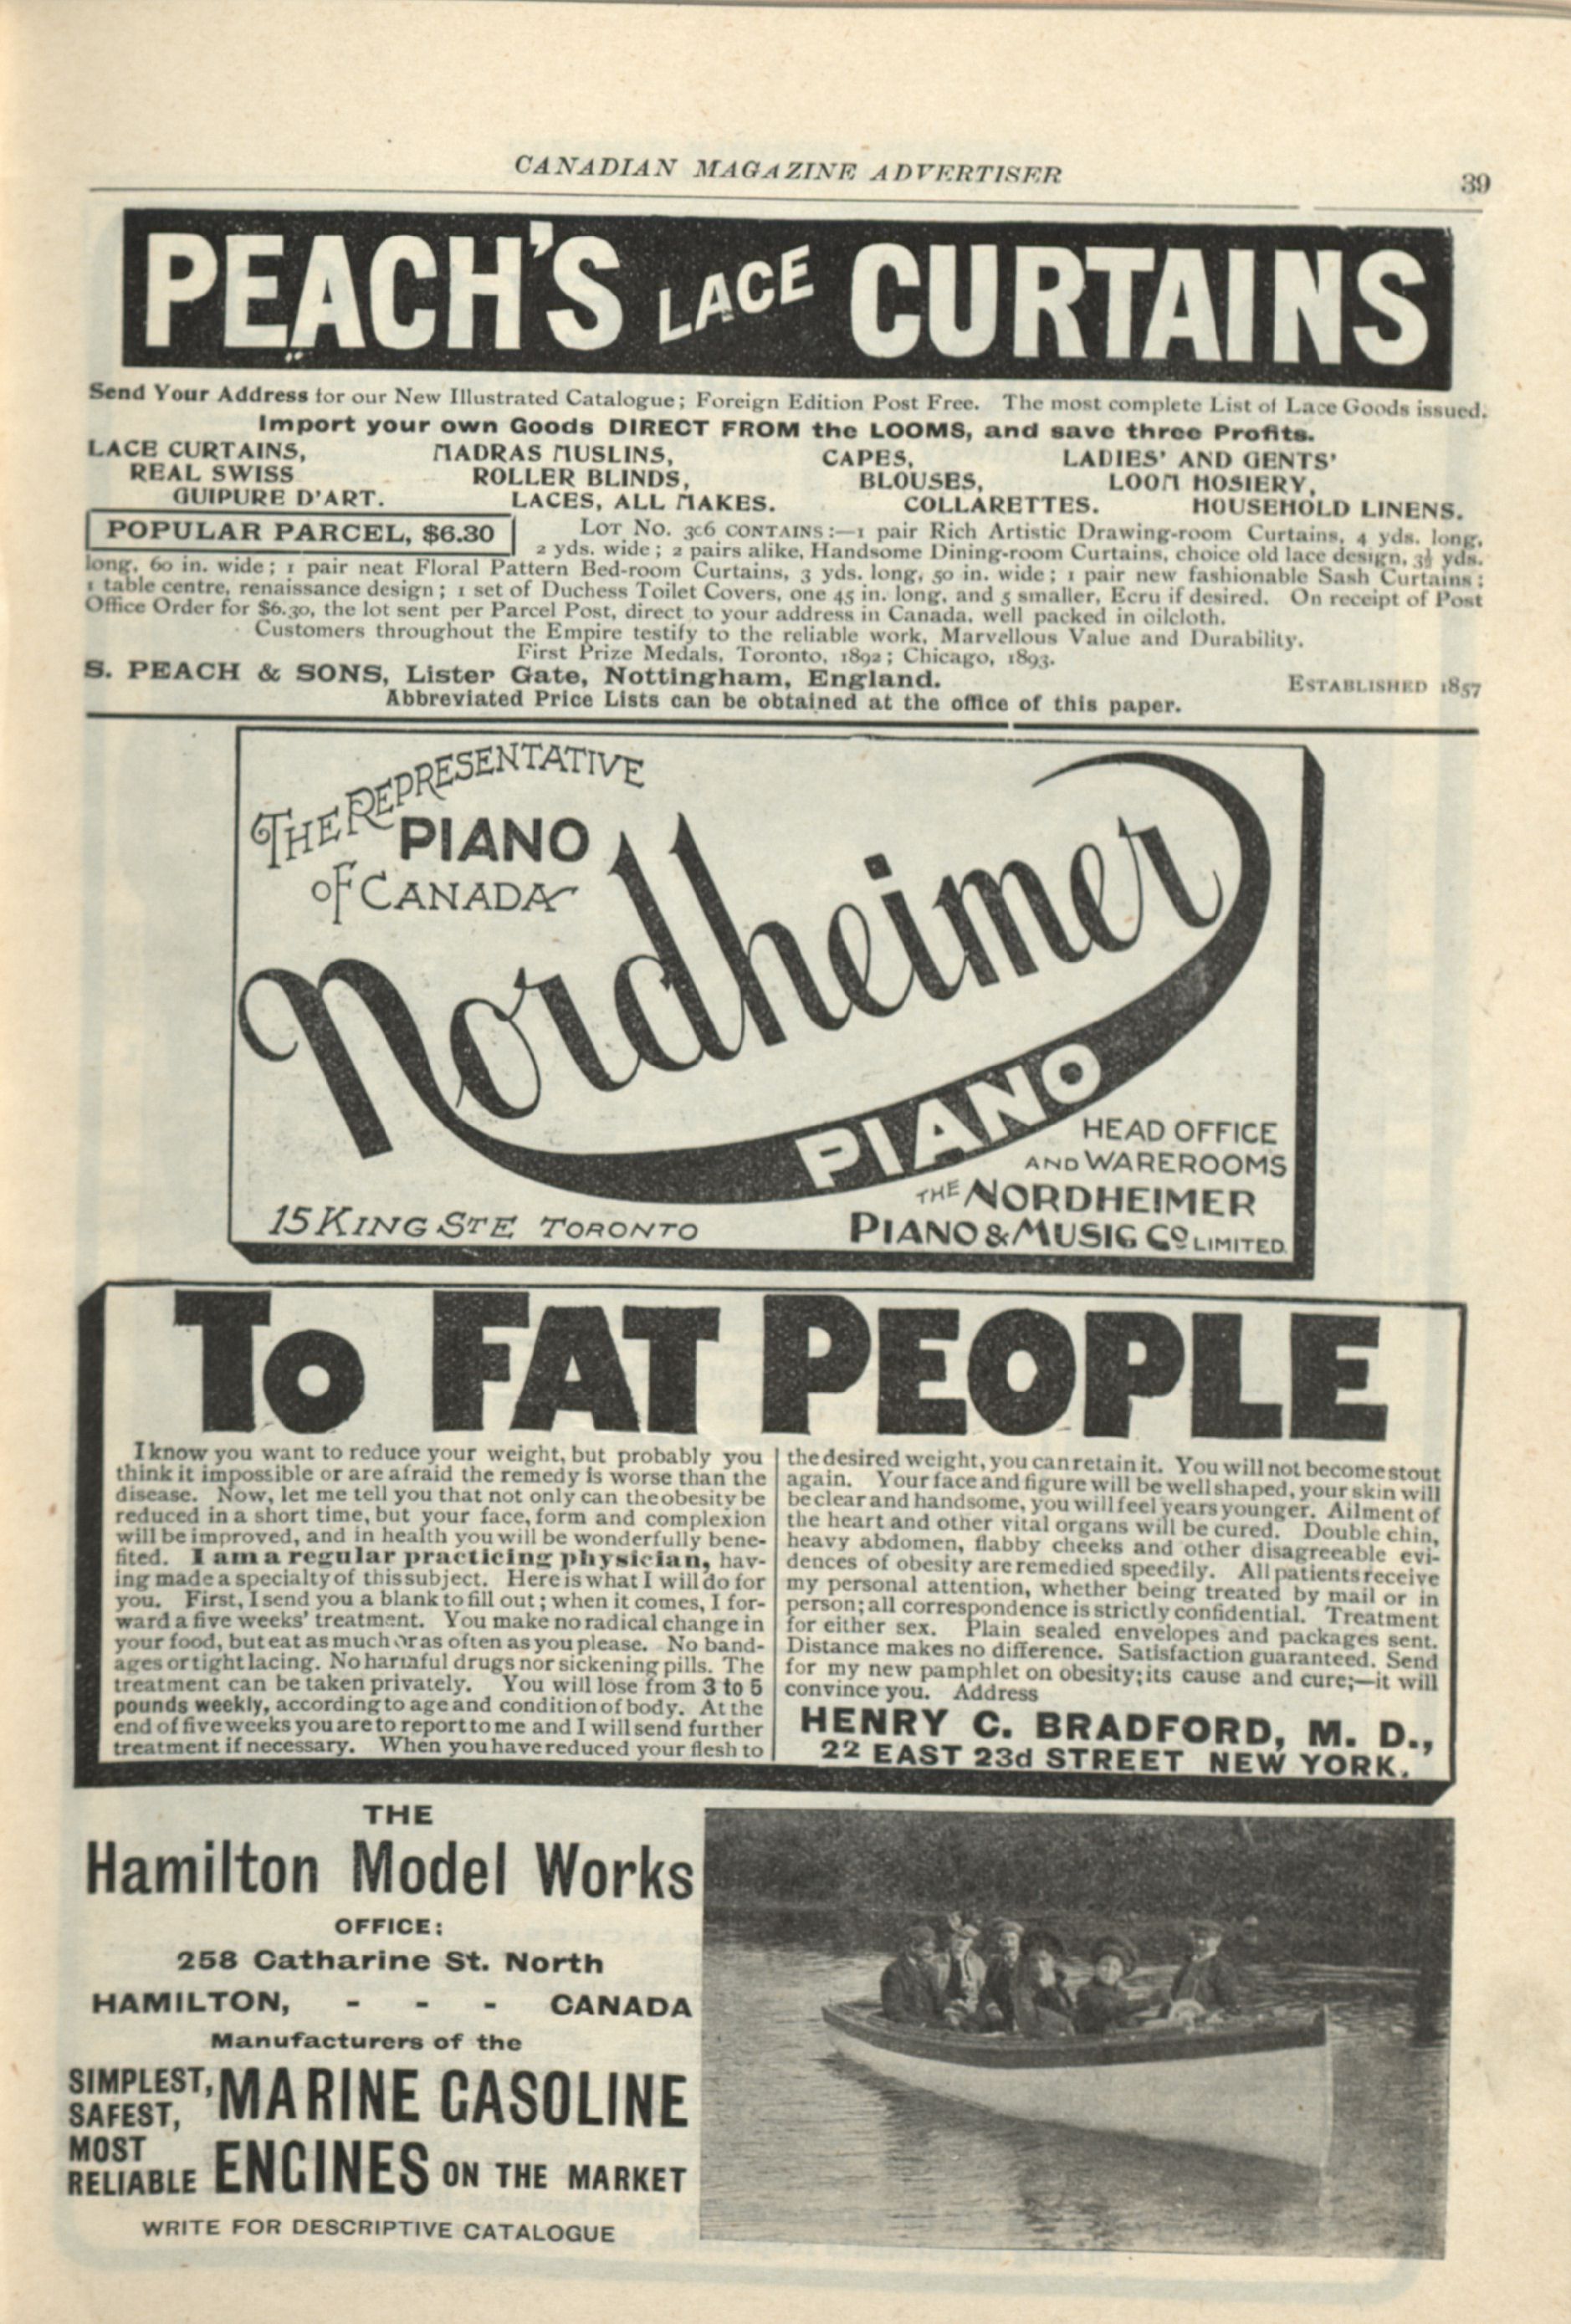 CANADIAN MAGAZINE ADVERTISER 39
PEACH'S LACE CURTAINS
Send Your Address for our New Illustrated Catalogue; Foreign Edition Post Free. The most complete List of Lace Goods issued.
Import your own Goods DIRECT FROM the LOOMS, and save three Profits.
LACE CURTAINS, MADRAS MUSLINS, CAPES, LADIES' AND GENTS'
REAL SWISS ROLLER BLINDS, BLOUSES, LOOM HOSIERY,
GUIPURE D'ART. LACES, ALL MAKES. COLLARETTES. HOUSEHOLD LINENS.
POPULAR PARCEL, $6.30
LOT NO. 306 CONTAINS:—1 pair Rich Artistic Drawing-room Curtains, 4 yds. long,
2 yds. wide; 2 pairs alike, Handsome Dining-room Curtains, choice old lace design, 3½ yds.
long, 60 in. wide; 1 pair neat Floral Pattern Bed-room Curtains, 3 yds. long, 50 in. wide; 1 pair new fashionable Sash Curtains;
1 table centre, renaissance design; 1 set of Duchess Toilet Covers, one 45 in. long, and 5 smaller, Ecru if desired. On receipt of Post
Office Order for $6.30, the lot sent per Parcel Post, direct to your address in Canada, well packed in oilcloth.
Customers throughout the Empire testify to the reliable work, Marvellous Value and Durability.
First Prize Medals, Toronto, 1892; Chicago, 1893.
S. PEACH & SONS, Lister Gate, Nottingham, England. ESTABLISHED 1857
Abbreviated Price Lists can be obtained at the office of this paper.
THE REPRESENTATIVE
PIANO
OF CANADA
Nordheimer
PIANO
HEAD OFFICE
AND WAREROOMS
THE NORDHEIMER
PIANO & MUSIC CO LIMITED.
15 KING ST E TORONTO
TO FAT PEOPLE
I know you want to reduce your weight, but probably you
think it impossible or are afraid the remedy is worse than the
disease. Now, let me tell you that not only can the obesity be
reduced in a short time, but your face, form and complexion
will be improved, and in health you will be wonderfully bene-
fited. I am a regular practicing physician, hav-
ing made a specialty of this subject. Here is what I will do for
you. First, I send you a blank to fill out; when it comes, I for-
ward a five weeks' treatment. You make no radical change in
your food, but eat as much or as often as you please. No band-
ages or tight lacing. No harmful drugs nor sickening pills. The
treatment can be taken privately. You will lose from 3 to 5
pounds weekly, according to age and condition of body. At the
end of five weeks you are to report to me and I will send further
treatment if necessary. When you have reduced your flesh to
the desired weight, you can retain it. You will not become stout
again. Your face and figure will be well shaped, your skin will
be clear and handsome, you will feel years younger. Ailment of
the heart and other vital organs will be cured. Double chin,
heavy abdomen, flabby cheeks and other disagreeable evi-
dences of obesity are remedied speedily. All patients receive
my personal attention, whether being treated by mail or in
person; all correspondence is strictly confidential. Treatment
for either sex. Plain sealed envelopes and packages sent.
Distance makes no difference. Satisfaction guaranteed. Send
for my new pamphlet on obesity; its cause and cure;—it will
convince you. Address
HENRY C. BRADFORD, M. D.,
22 EAST 23d STREET NEW YORK.
THE
Hamilton Model Works
OFFICE:
258 Catharine St. North
HAMILTON, - - - CANADA
Manufacturers of the
SIMPLEST,
SAFEST,
MOST
RELIABLE
MARINE GASOLINE
ENGINES ON THE MARKET
WRITE FOR DESCRIPTIVE CATALOGUE